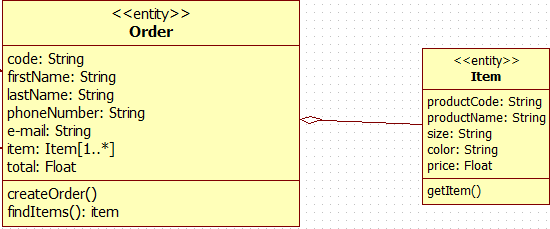 <<entity>>
Order
code: String
firstName: String
lastName: String
phoneNumber: String
e-mail: String
item: Item[1..*]
total: Float
createOrder()
findItems(): item
<<entity>>
Item
productCode: String
productName: String
size: String
color: String
price: Float
getItem()